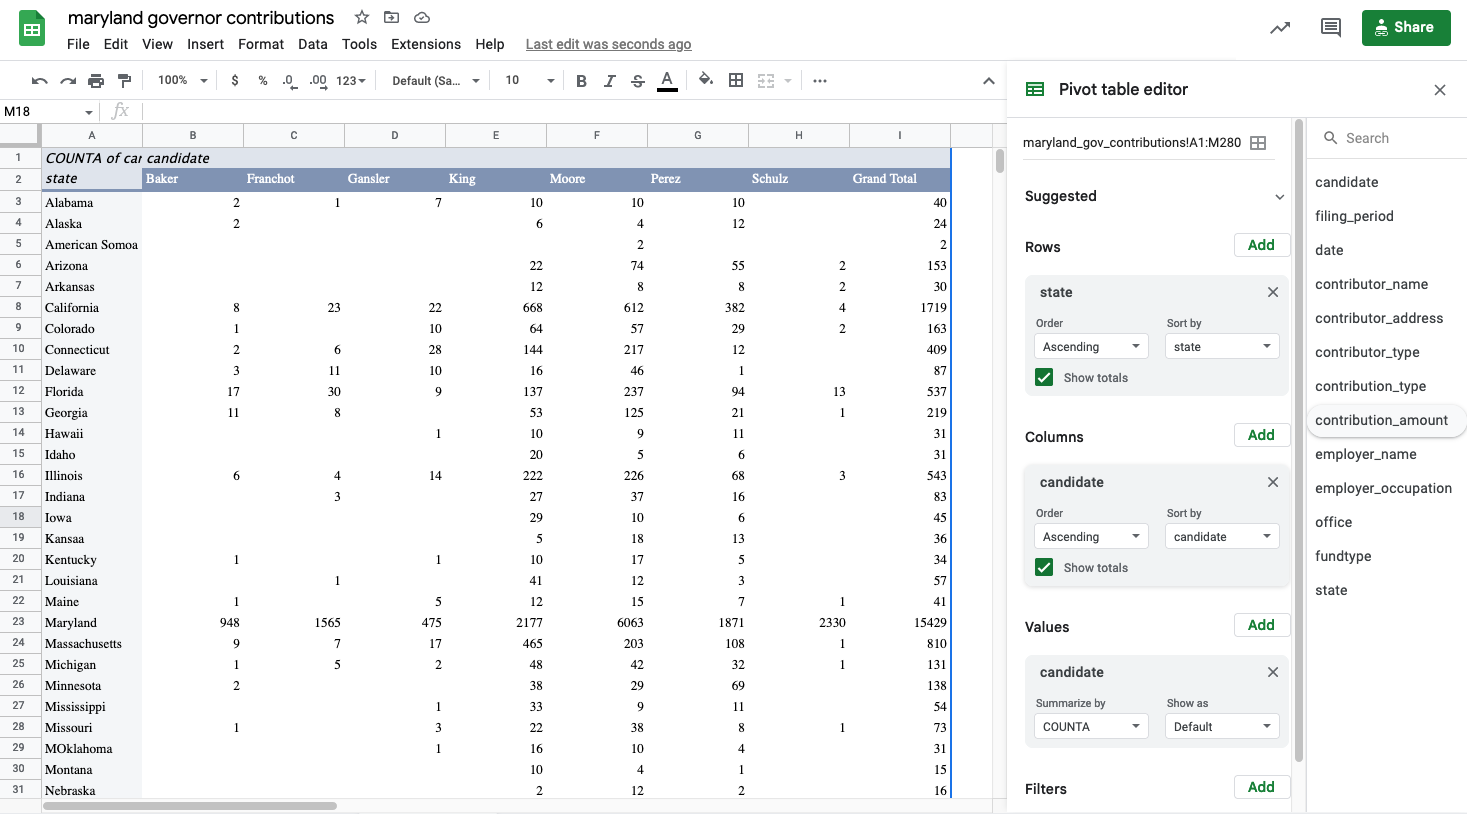 maryland governor contributions
File Edit View Insert Format Data Tools Extensions Help Last edit was seconds ago
Share
100% $ % .0 .00 123 Default (Sa... 10 B I S A ...
M18 fx
A B C D E F G H I
1 COUNTA of car candidate
2 state Baker Franchot Gansler King Moore Perez Schulz Grand Total
3 Alabama 2 1 7 10 10 10 40
4 Alaska 2 6 4 12 24
5 American Somoa 2 2
6 Arizona 22 74 55 2 153
7 Arkansas 12 8 8 2 30
8 California 8 23 22 668 612 382 4 1719
9 Colorado 1 10 64 57 29 2 163
10 Connecticut 2 6 28 144 217 12 409
11 Delaware 3 11 10 16 46 1 87
12 Florida 17 30 9 137 237 94 13 537
13 Georgia 11 8 53 125 21 1 219
14 Hawaii 1 10 9 11 31
15 Idaho 20 5 6 31
16 Illinois 6 4 14 222 226 68 3 543
17 Indiana 3 27 37 16 83
18 Iowa 29 10 6 45
19 Kansaa 5 18 13 36
20 Kentucky 1 1 10 17 5 34
21 Louisiana 1 41 12 3 57
22 Maine 1 5 12 15 7 1 41
23 Maryland 948 1565 475 2177 6063 1871 2330 15429
24 Massachusetts 9 7 17 465 203 108 1 810
25 Michigan 1 5 2 48 42 32 1 131
26 Minnesota 2 38 29 69 138
27 Mississippi 1 33 9 11 54
28 Missouri 1 3 22 38 8 1 73
29 MOklahoma 1 16 10 4 31
30 Montana 10 4 1 15
31 Nebraska 2 12 2 16
Pivot table editor
maryland_gov_contributions!A1:M280
Suggested
Rows Add
state
Order Sort by
Ascending state
Show totals
Columns Add
candidate
Order Sort by
Ascending candidate
Show totals
Values Add
candidate
Summarize by Show as
COUNTA Default
Filters Add
Search
candidate
filing_period
date
contributor_name
contributor_address
contributor_type
contribution_type
contribution_amount
employer_name
employer_occupation
office
fundtype
state